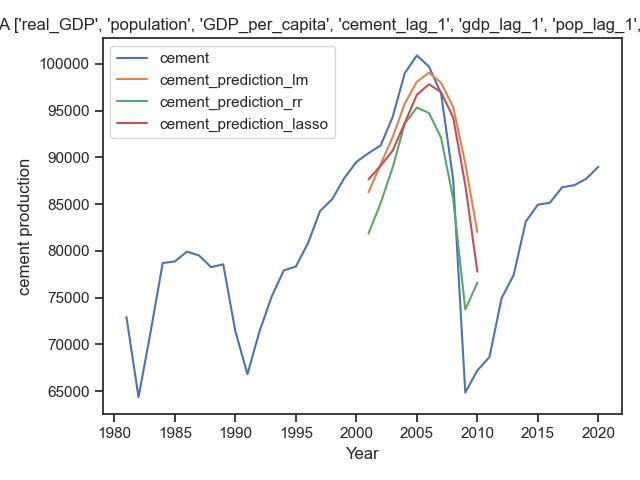 A ['real_GDP', 'population', 'GDP_per_capita', 'cement_lag_1', 'gdp_lag_1', 'pop_lag_1',
cement
cement_prediction_lm
cement_prediction_rr
cement_prediction_lasso
cement production
100000
95000
90000
85000
80000
75000
70000
65000
1980 1985 1990 1995 2000 2005 2010 2015 2020
Year